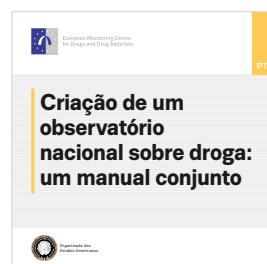 European Monitoring Centre
for Drugs and Drug Addiction
PT
Criação de um
observatório
nacional sobre droga:
um manual conjunto
Organização dos
Estados Americanos